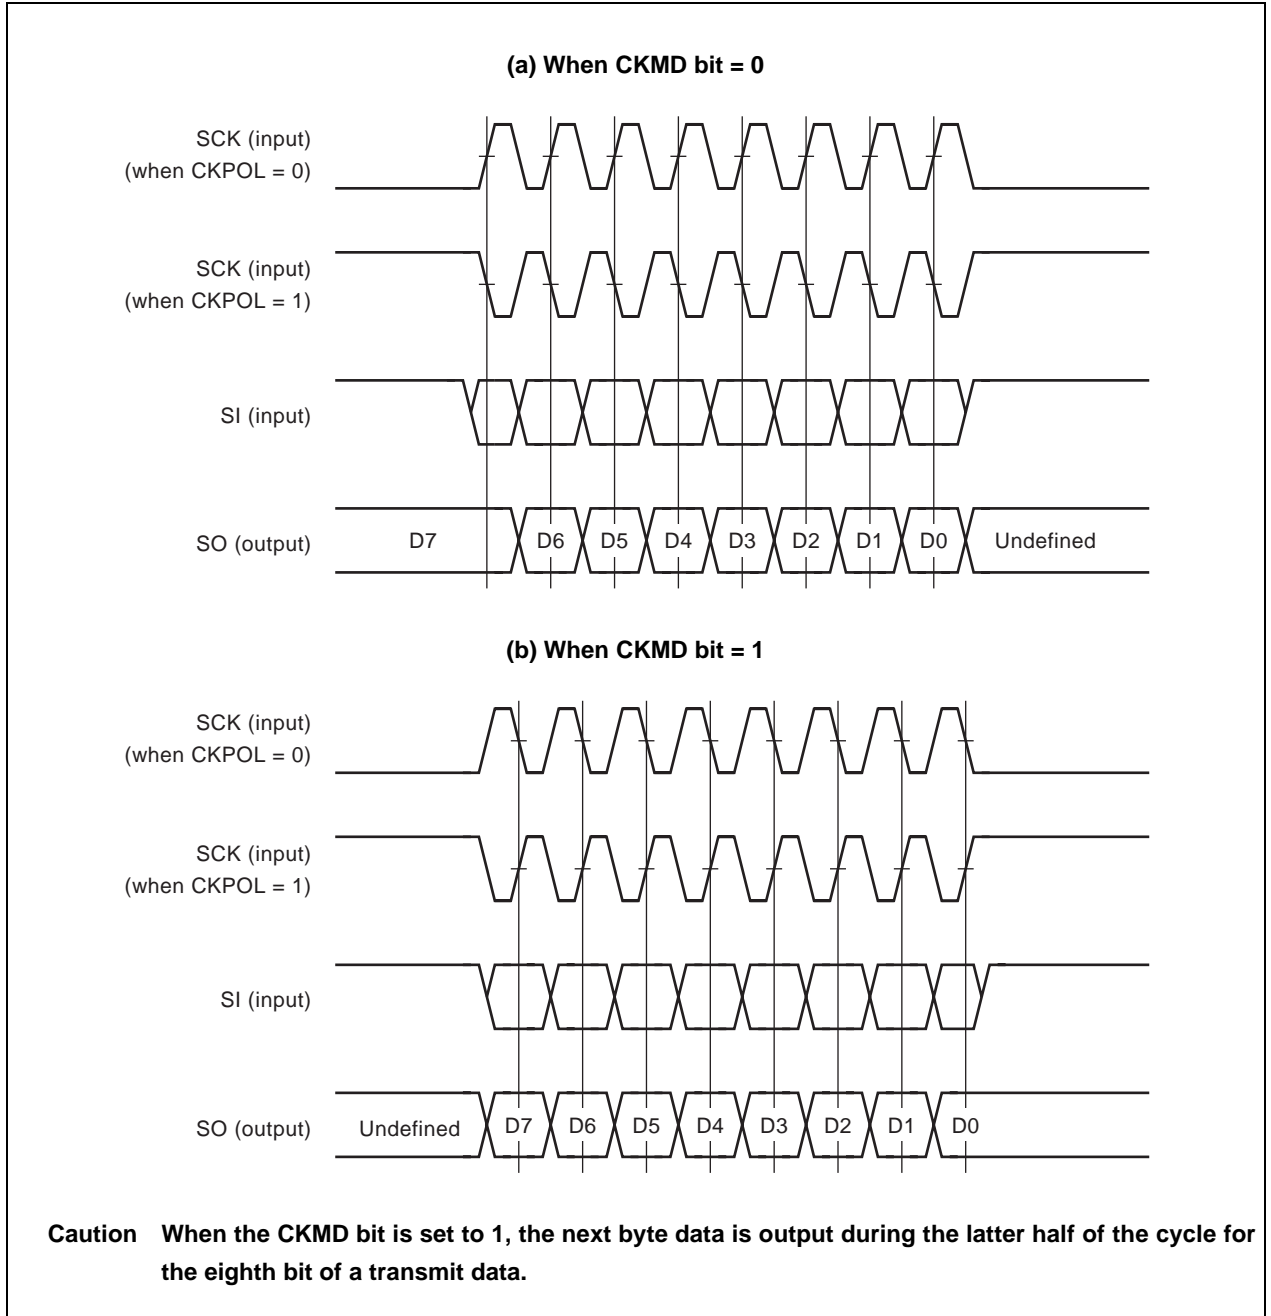 (a) When CKMD bit = 0
SCK (input)
(when CKPOL = 0)
SCK (input)
(when CKPOL = 1)
SI (input)
SO (output) D7 D6 D5 D4 D3 D2 D1 D0 Undefined
(b) When CKMD bit = 1
SCK (input)
(when CKPOL = 0)
SCK (input)
(when CKPOL = 1)
SI (input)
SO (output) Undefined D7 D6 D5 D4 D3 D2 D1 D0
Caution When the CKMD bit is set to 1, the next byte data is output during the latter half of the cycle for
the eighth bit of a transmit data.